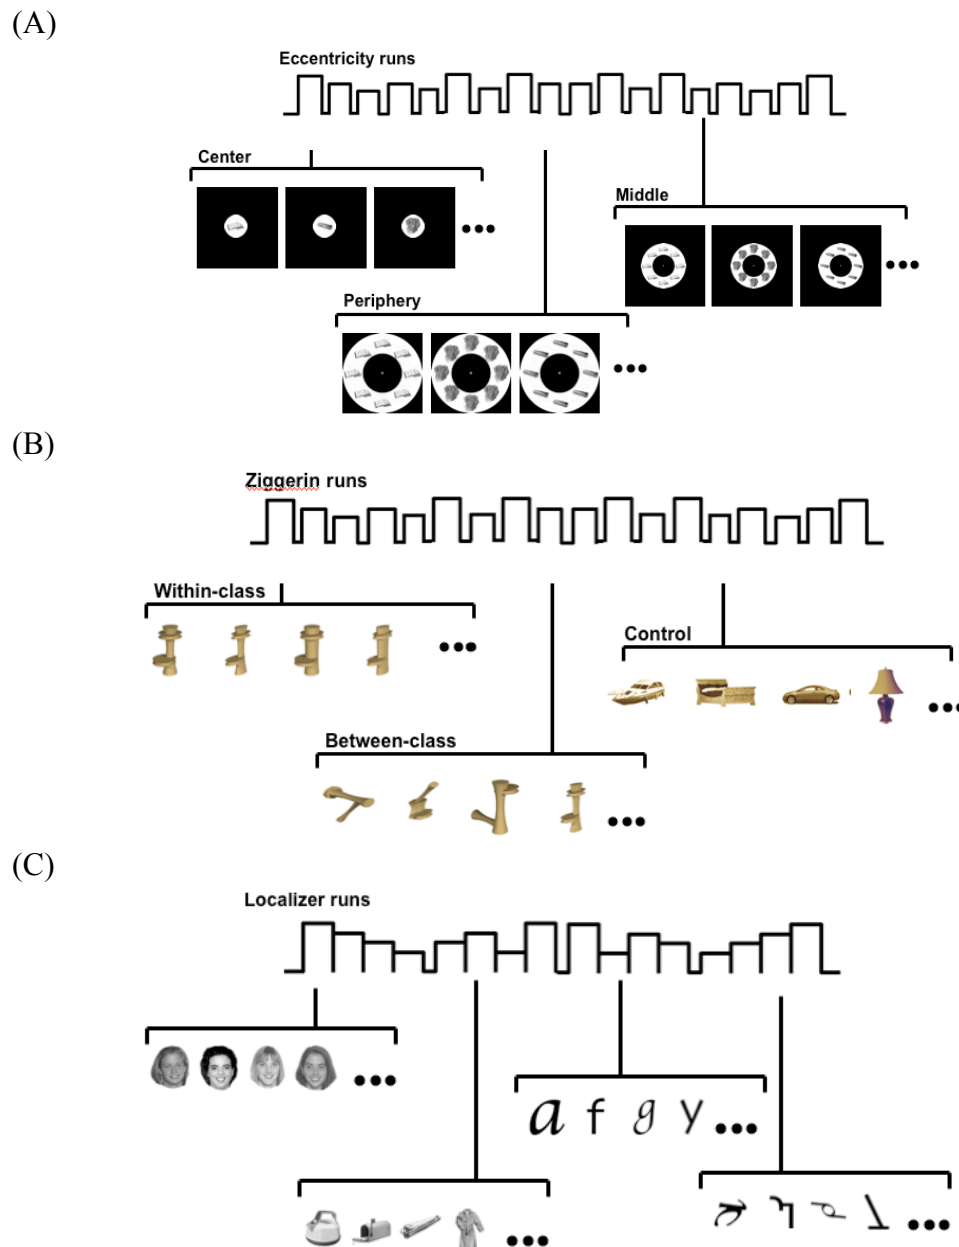 (A)
Eccentricity runs
Center
Middle
Periphery
(B)
Ziggerin runs
Within-class
Control
Between-class
(C)
Localizer runs
a f g y